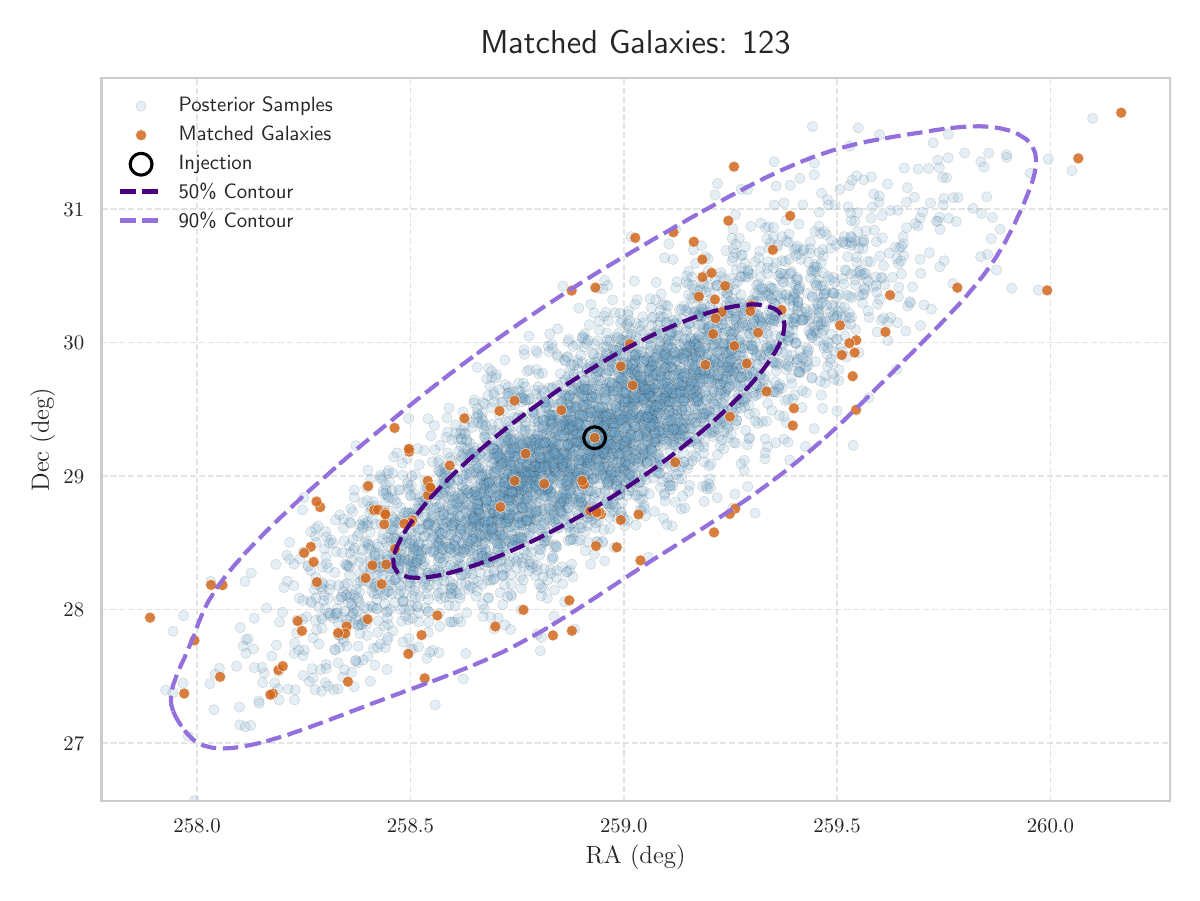 Matched Galaxies: 123
Posterior Samples
Matched Galaxies
Injection
50% Contour
90% Contour
Dec (deg)
31
30
29
28
27
258.0 258.5 259.0 259.5 260.0
RA (deg)